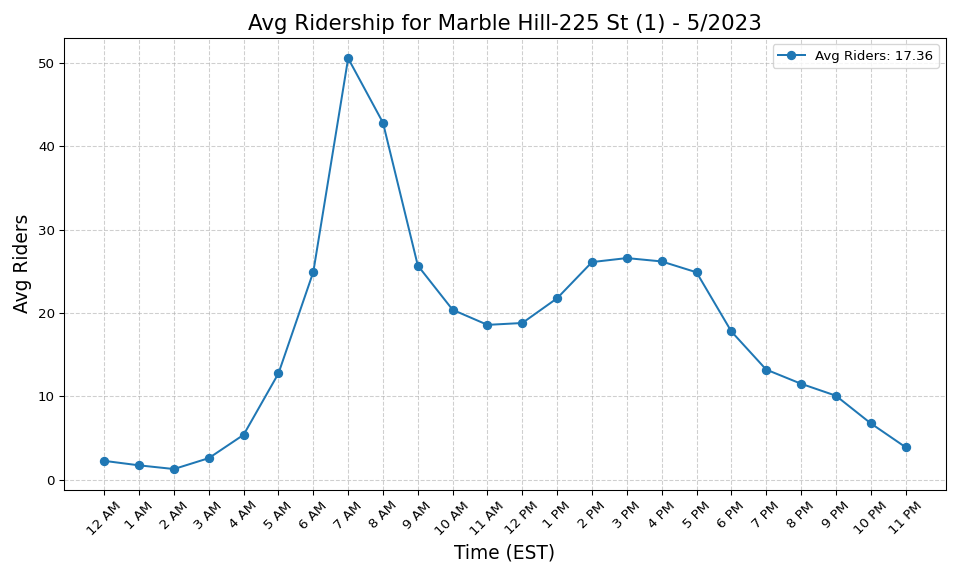 Avg Ridership for Marble Hill-225 St (1) - 5/2023
Avg Riders: 17.36
Avg Riders
50
40
30
20
10
0
12 AM 1 AM 2 AM 3 AM 4 AM 5 AM 6 AM 7 AM 8 AM 9 AM 10 AM 11 AM 12 PM 1 PM 2 PM 3 PM 4 PM 5 PM 6 PM 7 PM 8 PM 9 PM 10 PM 11 PM
Time (EST)